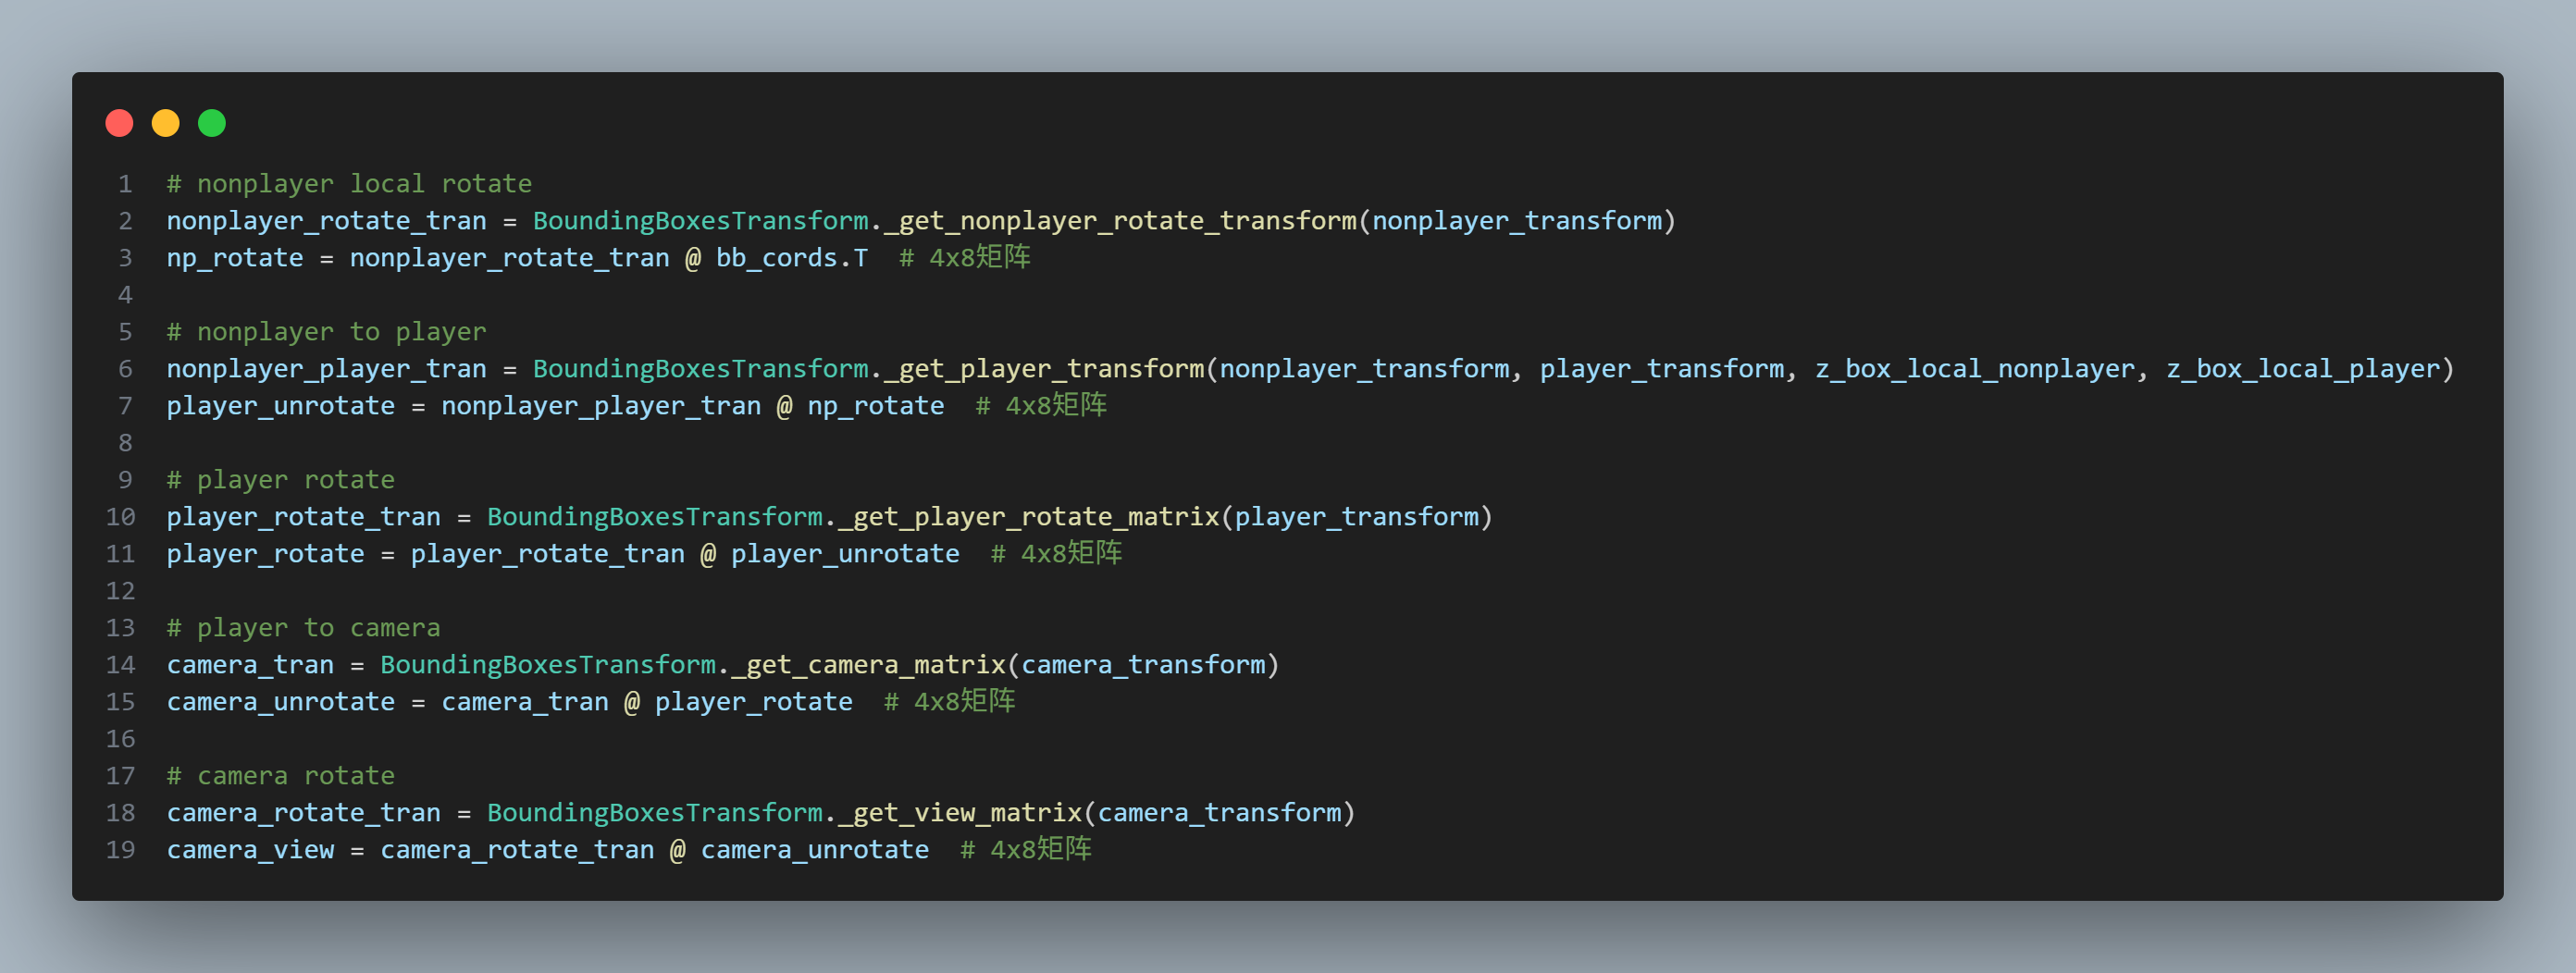 1 # nonplayer local rotate
2 nonplayer_rotate_tran = BoundingBoxesTransform._get_nonplayer_rotate_transform(nonplayer_transform)
3 np_rotate = nonplayer_rotate_tran @ bb_cords.T  # 4x8矩阵
4
5 # nonplayer to player
6 nonplayer_player_tran = BoundingBoxesTransform._get_player_transform(nonplayer_transform, player_transform, z_box_local_nonplayer, z_box_local_player)
7 player_unrotate = nonplayer_player_tran @ np_rotate  # 4x8矩阵
8
9 # player rotate
10 player_rotate_tran = BoundingBoxesTransform._get_player_rotate_matrix(player_transform)
11 player_rotate = player_rotate_tran @ player_unrotate  # 4x8矩阵
12
13 # player to camera
14 camera_tran = BoundingBoxesTransform._get_camera_matrix(camera_transform)
15 camera_unrotate = camera_tran @ player_rotate  # 4x8矩阵
16
17 # camera rotate
18 camera_rotate_tran = BoundingBoxesTransform._get_view_matrix(camera_transform)
19 camera_view = camera_rotate_tran @ camera_unrotate  # 4x8矩阵